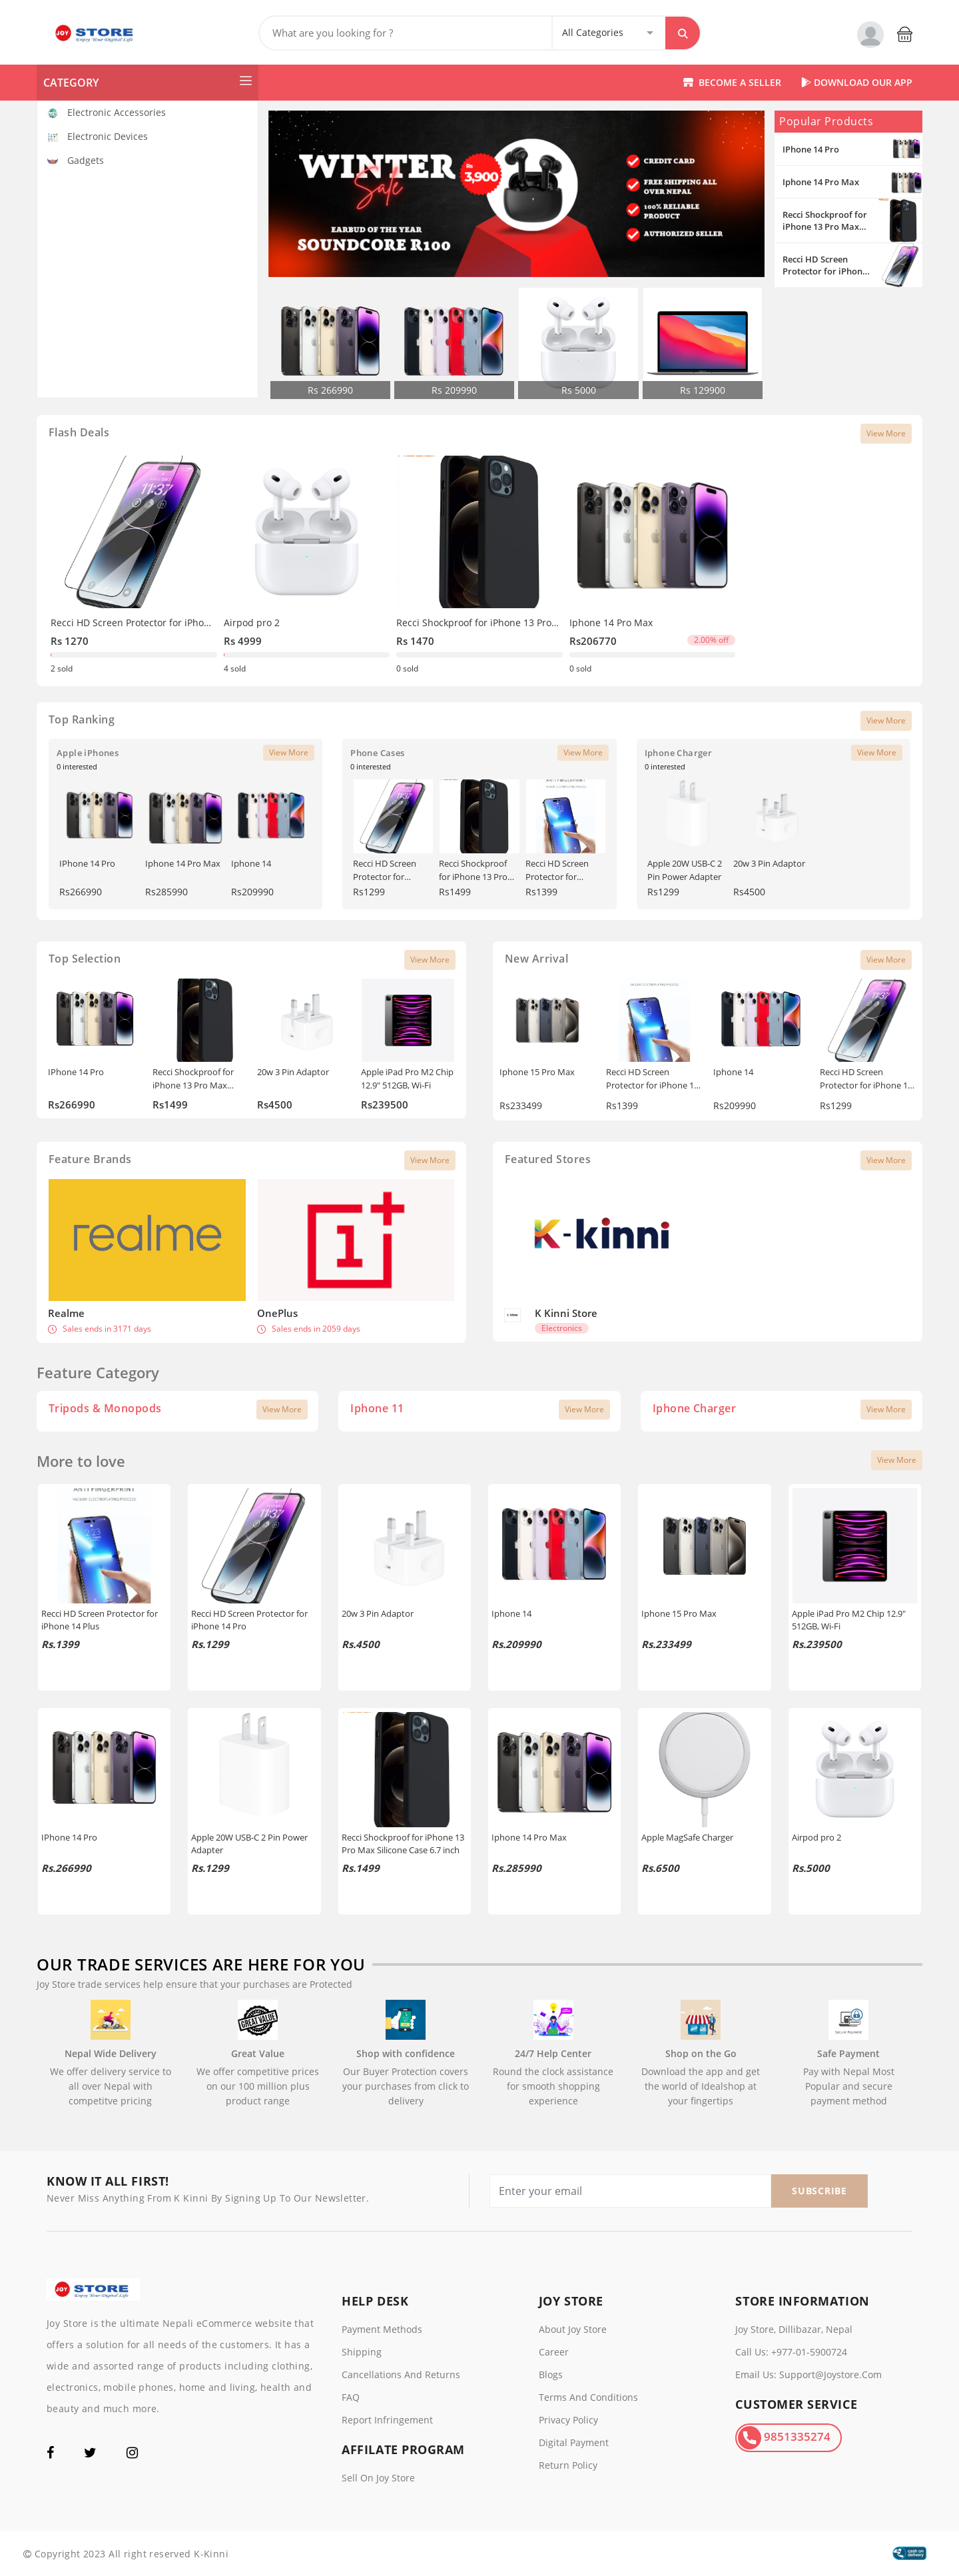 JOY STORE
Enjoy Your Digital Life
What are you looking for ?
All Categories
CATEGORY
BECOME A SELLER
DOWNLOAD OUR APP
Electronic Accessories
Electronic Devices
Gadgets
WINTER
Sale
Rs
3,900
EARBUD OF THE YEAR
SOUNDCORE R100
CREDIT CARD
FREE SHIPPING ALL
OVER NEPAL
100% RELIABLE
PRODUCT
AUTHORIZED SELLER
Popular Products
IPhone 14 Pro
Iphone 14 Pro Max
Recci Shockproof for
iPhone 13 Pro Max...
Recci HD Screen
Protector for iPhon...
Rs 266990
Rs 209990
Rs 5000
Rs 129900
Flash Deals
View More
Recci HD Screen Protector for iPho...
Rs 1270
2 sold
Airpod pro 2
Rs 4999
4 sold
Recci Shockproof for iPhone 13 Pro...
Rs 1470
0 sold
Iphone 14 Pro Max
Rs206770
2.00% off
0 sold
Top Ranking
View More
Apple iPhones
View More
0 interested
IPhone 14 Pro
Rs266990
Iphone 14 Pro Max
Rs285990
Iphone 14
Rs209990
Phone Cases
View More
0 interested
Recci HD Screen
Protector for...
Rs1299
Recci Shockproof
for iPhone 13 Pro...
Rs1499
ANTI FINGERPRINT
Recci HD Screen
Protector for...
Rs1399
Iphone Charger
View More
0 interested
Apple 20W USB-C 2
Pin Power Adapter
Rs1299
20w 3 Pin Adaptor
Rs4500
Top Selection
View More
IPhone 14 Pro
Rs266990
Recci Shockproof for
iPhone 13 Pro Max...
Rs1499
20w 3 Pin Adaptor
Rs4500
Apple iPad Pro M2 Chip
12.9" 512GB, Wi-Fi
Rs239500
New Arrival
View More
Iphone 15 Pro Max
Rs233499
Recci HD Screen
Protector for iPhone 1...
Rs1399
Iphone 14
Rs209990
Recci HD Screen
Protector for iPhone 1...
Rs1299
Feature Brands
View More
realme
Realme
Sales ends in 3171 days
OnePlus
Sales ends in 2059 days
Featured Stores
View More
K-kinni
K Kinni Store
Electronics
Feature Category
Tripods & Monopods
View More
Iphone 11
View More
Iphone Charger
View More
More to love
View More
ANTI FINGERPRINT
VACUUM ELECTROPLATING PROCESS
Recci HD Screen Protector for
iPhone 14 Plus
Rs.1399
11:37
Recci HD Screen Protector for
iPhone 14 Pro
Rs.1299
20w 3 Pin Adaptor
Rs.4500
Iphone 14
Rs.209990
Iphone 15 Pro Max
Rs.233499
Apple iPad Pro M2 Chip 12.9"
512GB, Wi-Fi
Rs.239500
IPhone 14 Pro
Rs.266990
Apple 20W USB-C 2 Pin Power
Adapter
Rs.1299
Recci Shockproof for iPhone 13
Pro Max Silicone Case 6.7 inch
Rs.1499
Iphone 14 Pro Max
Rs.285990
Apple MagSafe Charger
Rs.6500
Airpod pro 2
Rs.5000
OUR TRADE SERVICES ARE HERE FOR YOU
Joy Store trade services help ensure that your purchases are Protected
Nepal Wide Delivery
We offer delivery service to
all over Nepal with
competitve pricing
GREAT VALUE
Great Value
We offer competitive prices
on our 100 million plus
product range
Shop with confidence
Our Buyer Protection covers
your purchases from click to
delivery
24/7 Help Center
Round the clock assistance
for smooth shopping
experience
Shop on the Go
Download the app and get
the world of Idealshop at
your fingertips
Secure Payment
Safe Payment
Pay with Nepal Most
Popular and secure
payment method
KNOW IT ALL FIRST!
Never Miss Anything From K Kinni By Signing Up To Our Newsletter.
Enter your email
SUBSCRIBE
JOY STORE
Enjoy Your Digital Life
Joy Store is the ultimate Nepali eCommerce website that
offers a solution for all needs of the customers. It has a
wide and assorted range of products including clothing,
electronics, mobile phones, home and living, health and
beauty and much more.
HELP DESK
Payment Methods
Shipping
Cancellations And Returns
FAQ
Report Infringement
AFFILATE PROGRAM
Sell On Joy Store
JOY STORE
About Joy Store
Career
Blogs
Terms And Conditions
Privacy Policy
Digital Payment
Return Policy
STORE INFORMATION
Joy Store, Dillibazar, Nepal
Call Us: +977-01-5900724
Email Us: Support@Joystore.Com
CUSTOMER SERVICE
9851335274
© Copyright 2023 All right reserved K-Kinni
cash on
delivery